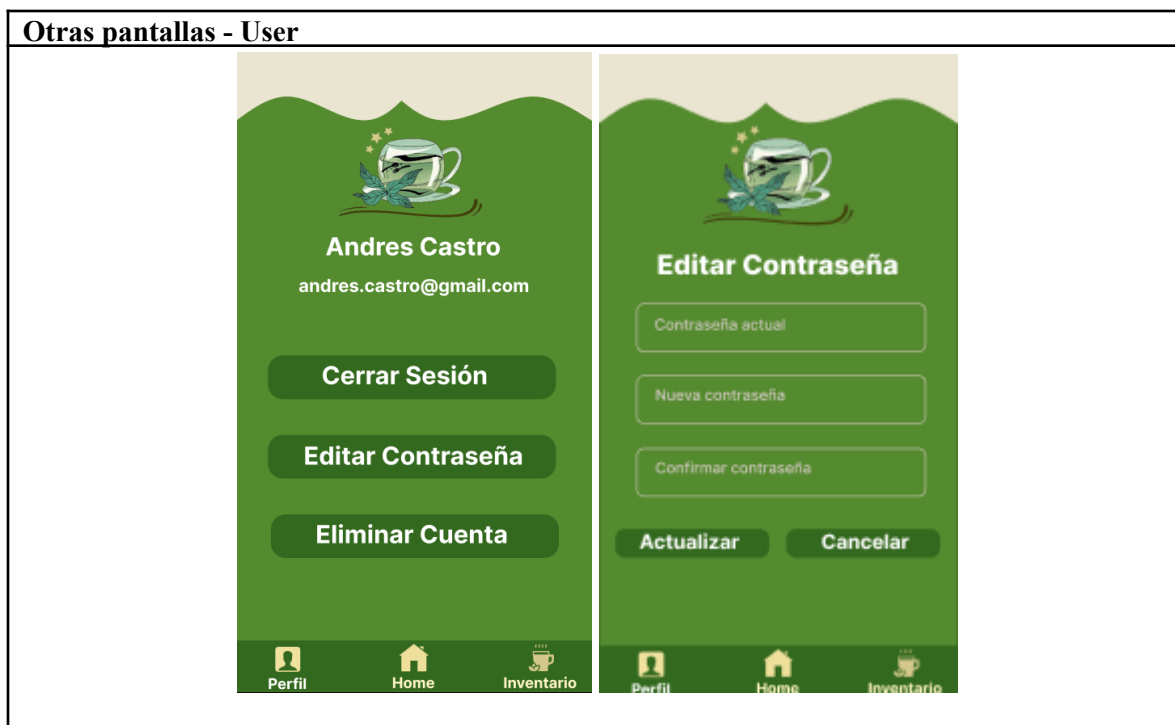 Otras pantallas - User
Andres Castro
andres.castro@gmail.com
Cerrar Sesión
Editar Contraseña
Eliminar Cuenta
Perfil
Home
Inventario
Editar Contraseña
Contraseña actual
Nueva contraseña
Confirmar contraseña
Actualizar
Cancelar
Perfil
Home
Inventario